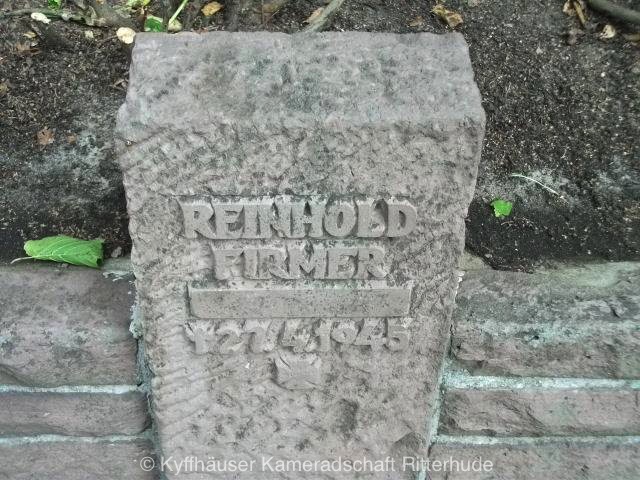 REINHOLD
FIRMER
† 27.4.1945
© Kyffhäuser Kameradschaft Ritterhude